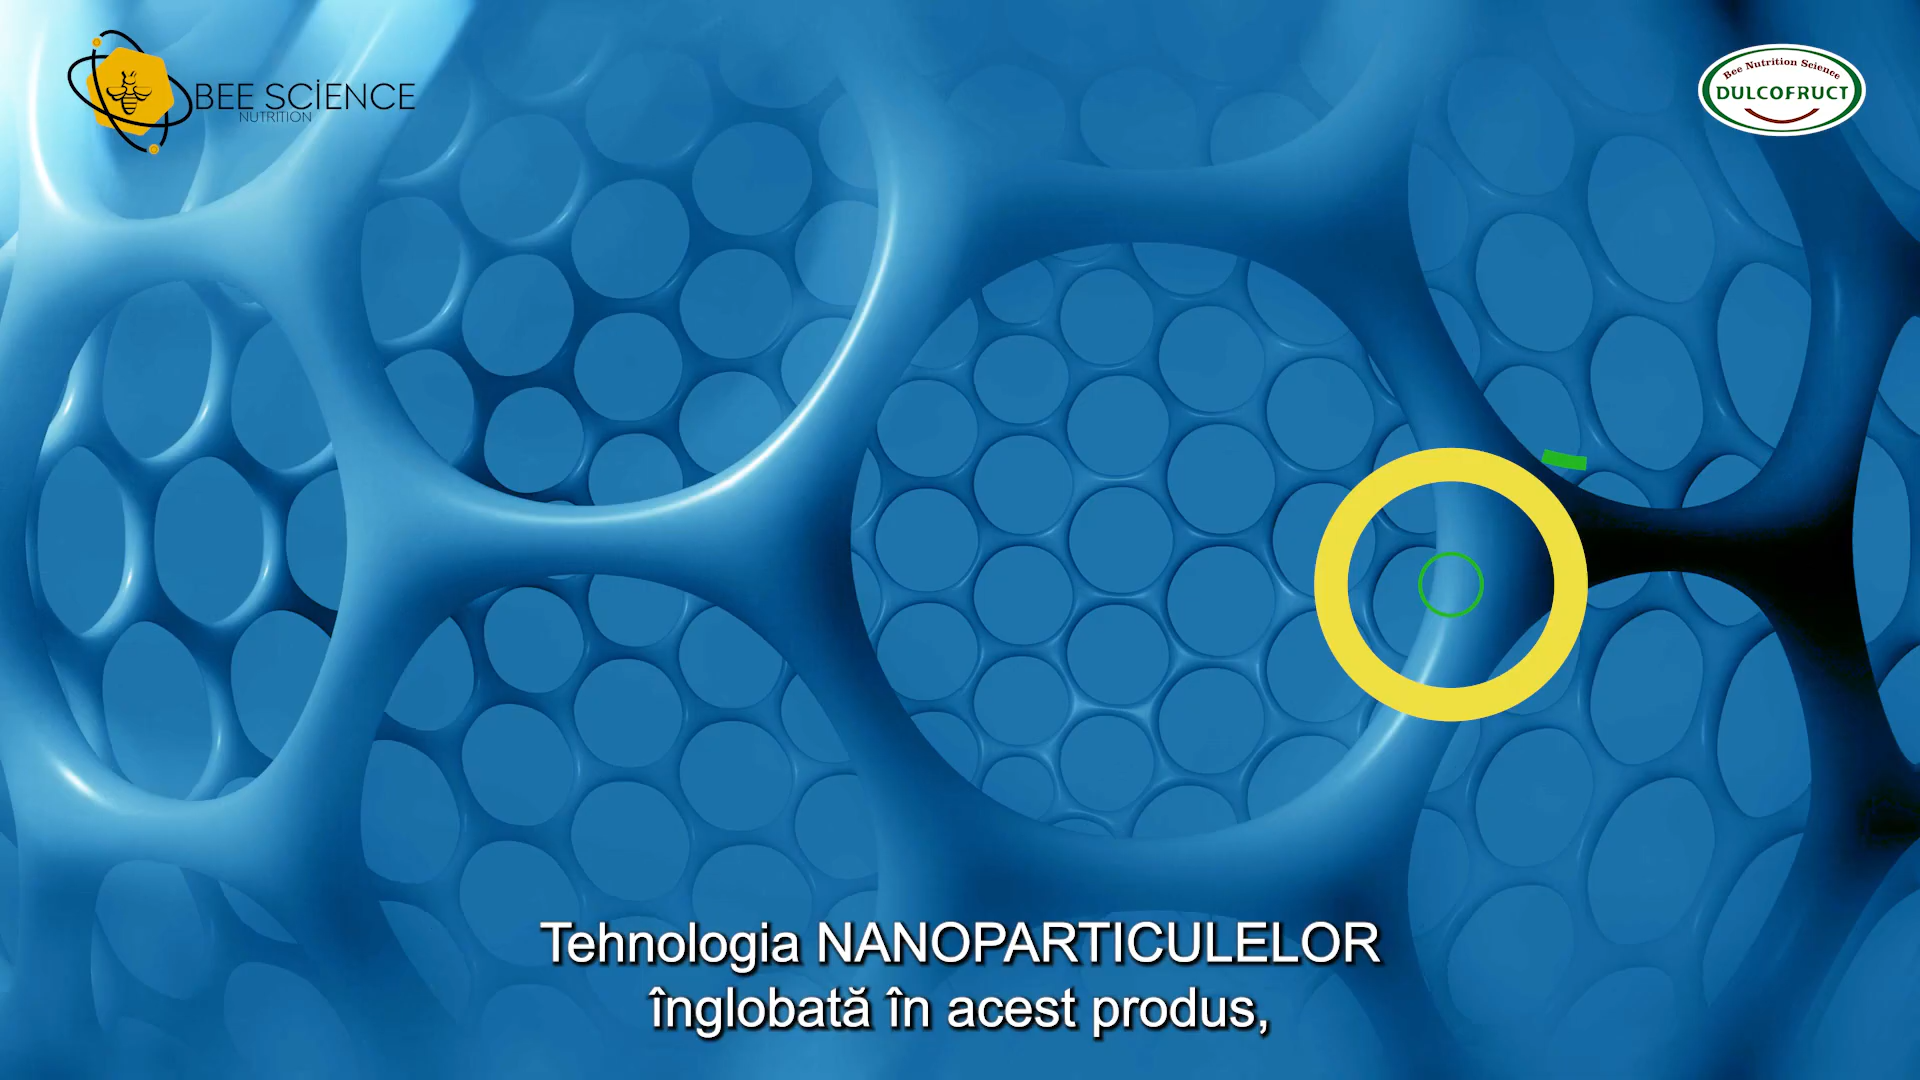 BEE SCIENCE
NUTRITION
Bee Nutrition Science
DULCOFRUCT
Tehnologia NANOPARTICULELOR
înglobată în acest produs,